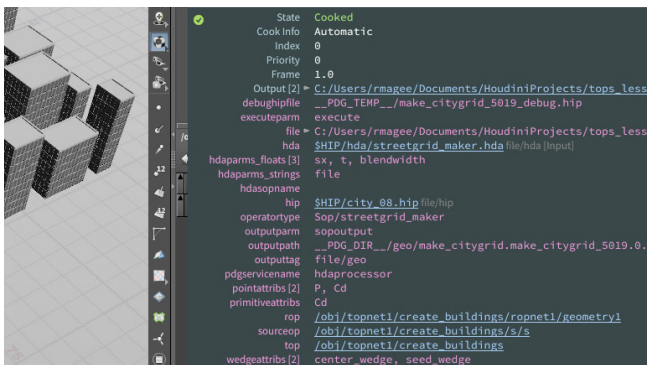 State Cooked
Cook Info Automatic
Index 0
Priority 0
Frame 1.0
Output [2] C:/Users/rmagee/Documents/HoudiniProjects/tops_less
debughipfile __PDG_TEMP__/make_citygrid_5019_debug.hip
executeparm execute
file C:/Users/rmagee/Documents/HoudiniProjects/tops_less
hda $HIP/hda/streetgrid_maker.hda file/hda [Input]
hdaparms_floats [3] sx, t, blendwidth
hdaparms_strings file
hdasopname
hip $HIP/city_08.hip file/hip
operatortype Sop/streetgrid_maker
outputparm sopoutput
outputpath __PDG_DIR__/geo/make_citygrid.make_citygrid_5019.0.
outputtag file/geo
pdgservicename hdaprocessor
pointattribs [2] P, Cd
primitiveattribs Cd
rop /obj/topnet1/create_buildings/ropnet1/geometry1
sourceop /obj/topnet1/create_buildings/s/s
top /obj/topnet1/create_buildings
wedgeattribs [2] center_wedge, seed_wedge